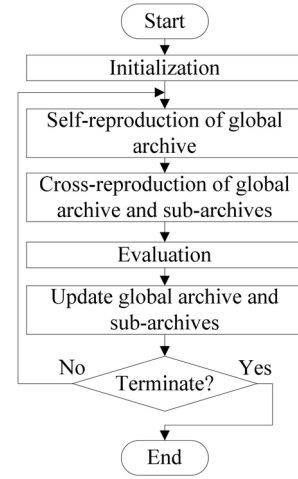 Start
Initialization
Self-reproduction of global
archive
Cross-reproduction of global
archive and sub-archives
Evaluation
Update global archive and
sub-archives
No
Yes
Terminate?
End